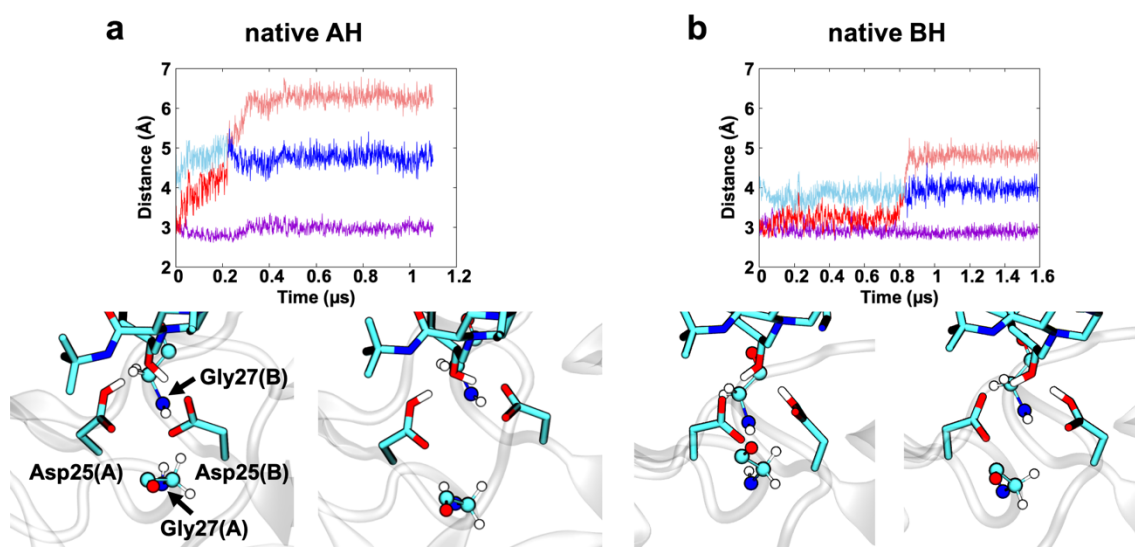 a native AH
b native BH
7
6
5
4
3
2
Distance (Å)
0 0.2 0.4 0.6 0.8 1 1.2
Time (µs)
7
6
5
4
3
2
Distance (Å)
0 0.2 0.4 0.6 0.8 1 1.2 1.4 1.6
Time (µs)
Gly27(B)
Asp25(A) Asp25(B)
Gly27(A)